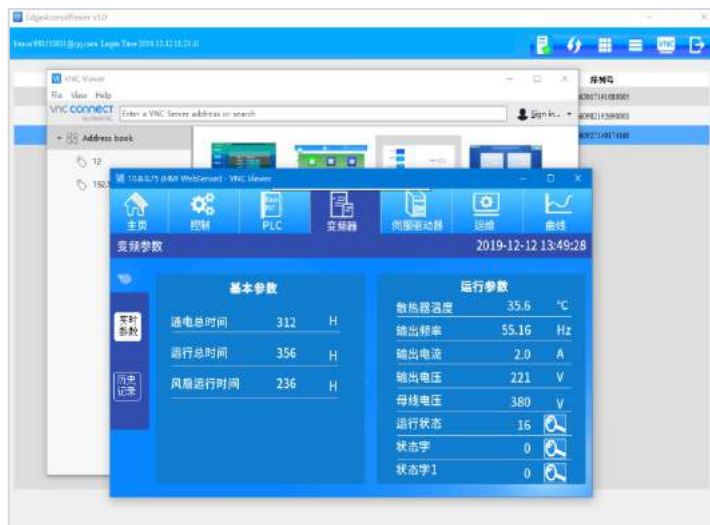 EdgeAccessViewer v1.0
VNC Viewer
File View Help
VNC CONNECT
Enter a VNC Server address or search
Sign in...
序列号
Address book
12
192.1
10.8.0.75 (HMI WebServer) - VNC Viewer
主页 控制 PLC 变频器 伺服驱动器 运维 曲线
变频参数 2019-12-12 13:49:28
实时参数
历史记录
基本参数
通电总时间 312 H
运行总时间 356 H
风扇运行时间 236 H
运行参数
散热器温度 35.6 °C
输出频率 55.16 Hz
输出电流 2.0 A
输出电压 221 V
母线电压 380 V
运行状态 16
状态字 0
状态字1 0